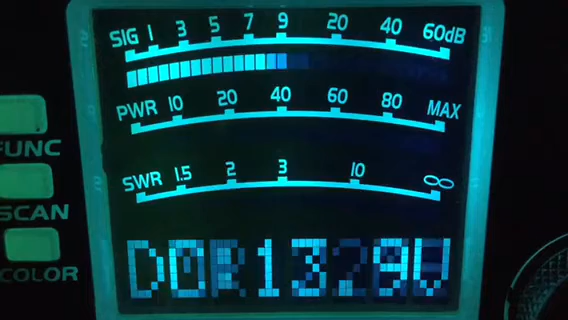 SIG 1 3 5 7 9 20 40 60dB
PWR 10 20 40 60 80 MAX
SWR 1.5 2 3 10 ∞
FUNC
SCAN
COLOR